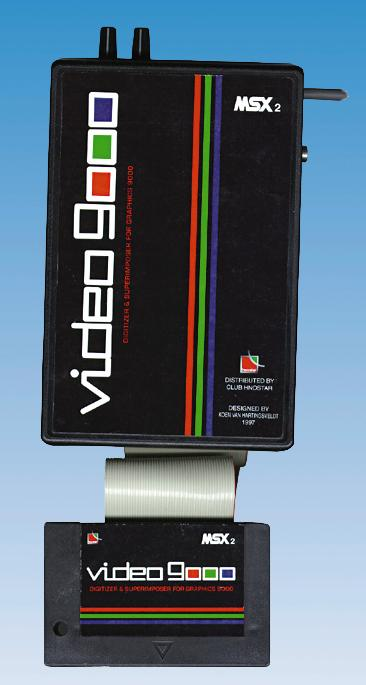 MSX 2
video 9000
DIGITIZER & SUPERIMPOSER FOR GRAPHICS 9000
DISTRIBUTED BY
CLUB HNOSTAR
DESIGNED BY
KOEN VAN HARTINGSVELDT
1997
MSX 2
video 9000
DIGITIZER & SUPERIMPOSER FOR GRAPHICS 9000